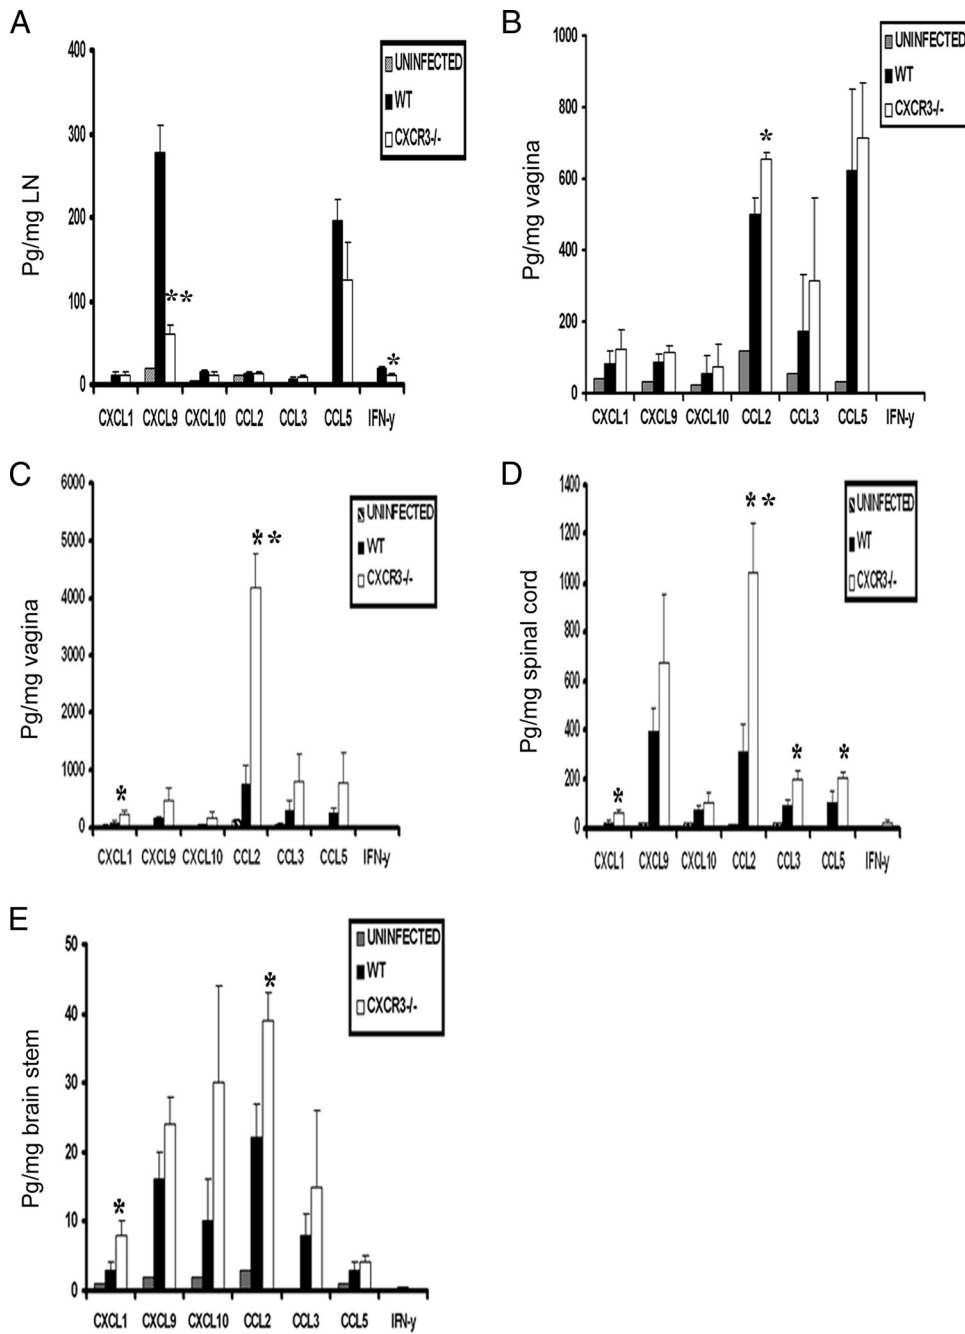 A
400
300
200
100
0
Pg/mg LN
UNINFECTED
WT
CXCR3-/-
**
*
CXCL1 CXCL9 CXCL10 CCL2 CCL3 CCL5 IFN-y
B
1000
800
600
400
200
0
Pg/mg vagina
UNINFECTED
WT
CXCR3-/-
*
CXCL1 CXCL9 CXCL10 CCL2 CCL3 CCL5 IFN-y
C
6000
5000
4000
3000
2000
1000
0
Pg/mg vagina
UNINFECTED
WT
CXCR3-/-
*
**
CXCL1 CXCL9 CXCL10 CCL2 CCL3 CCL5 IFN-y
D
1400
1200
1000
800
600
400
200
0
Pg/mg spinal cord
UNINFECTED
WT
CXCR3-/-
*
**
*
*
CXCL1 CXCL9 CXCL10 CCL2 CCL3 CCL5 IFN-y
E
50
40
30
20
10
0
Pg/mg brain stem
UNINFECTED
WT
CXCR3-/-
*
*
CXCL1 CXCL9 CXCL10 CCL2 CCL3 CCL5 IFN-y